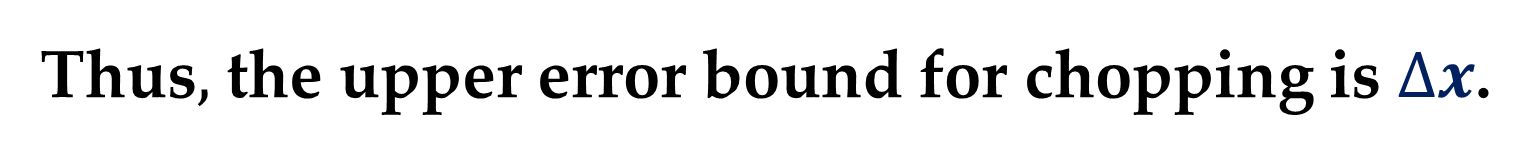 Thus, the upper error bound for chopping is Δx.